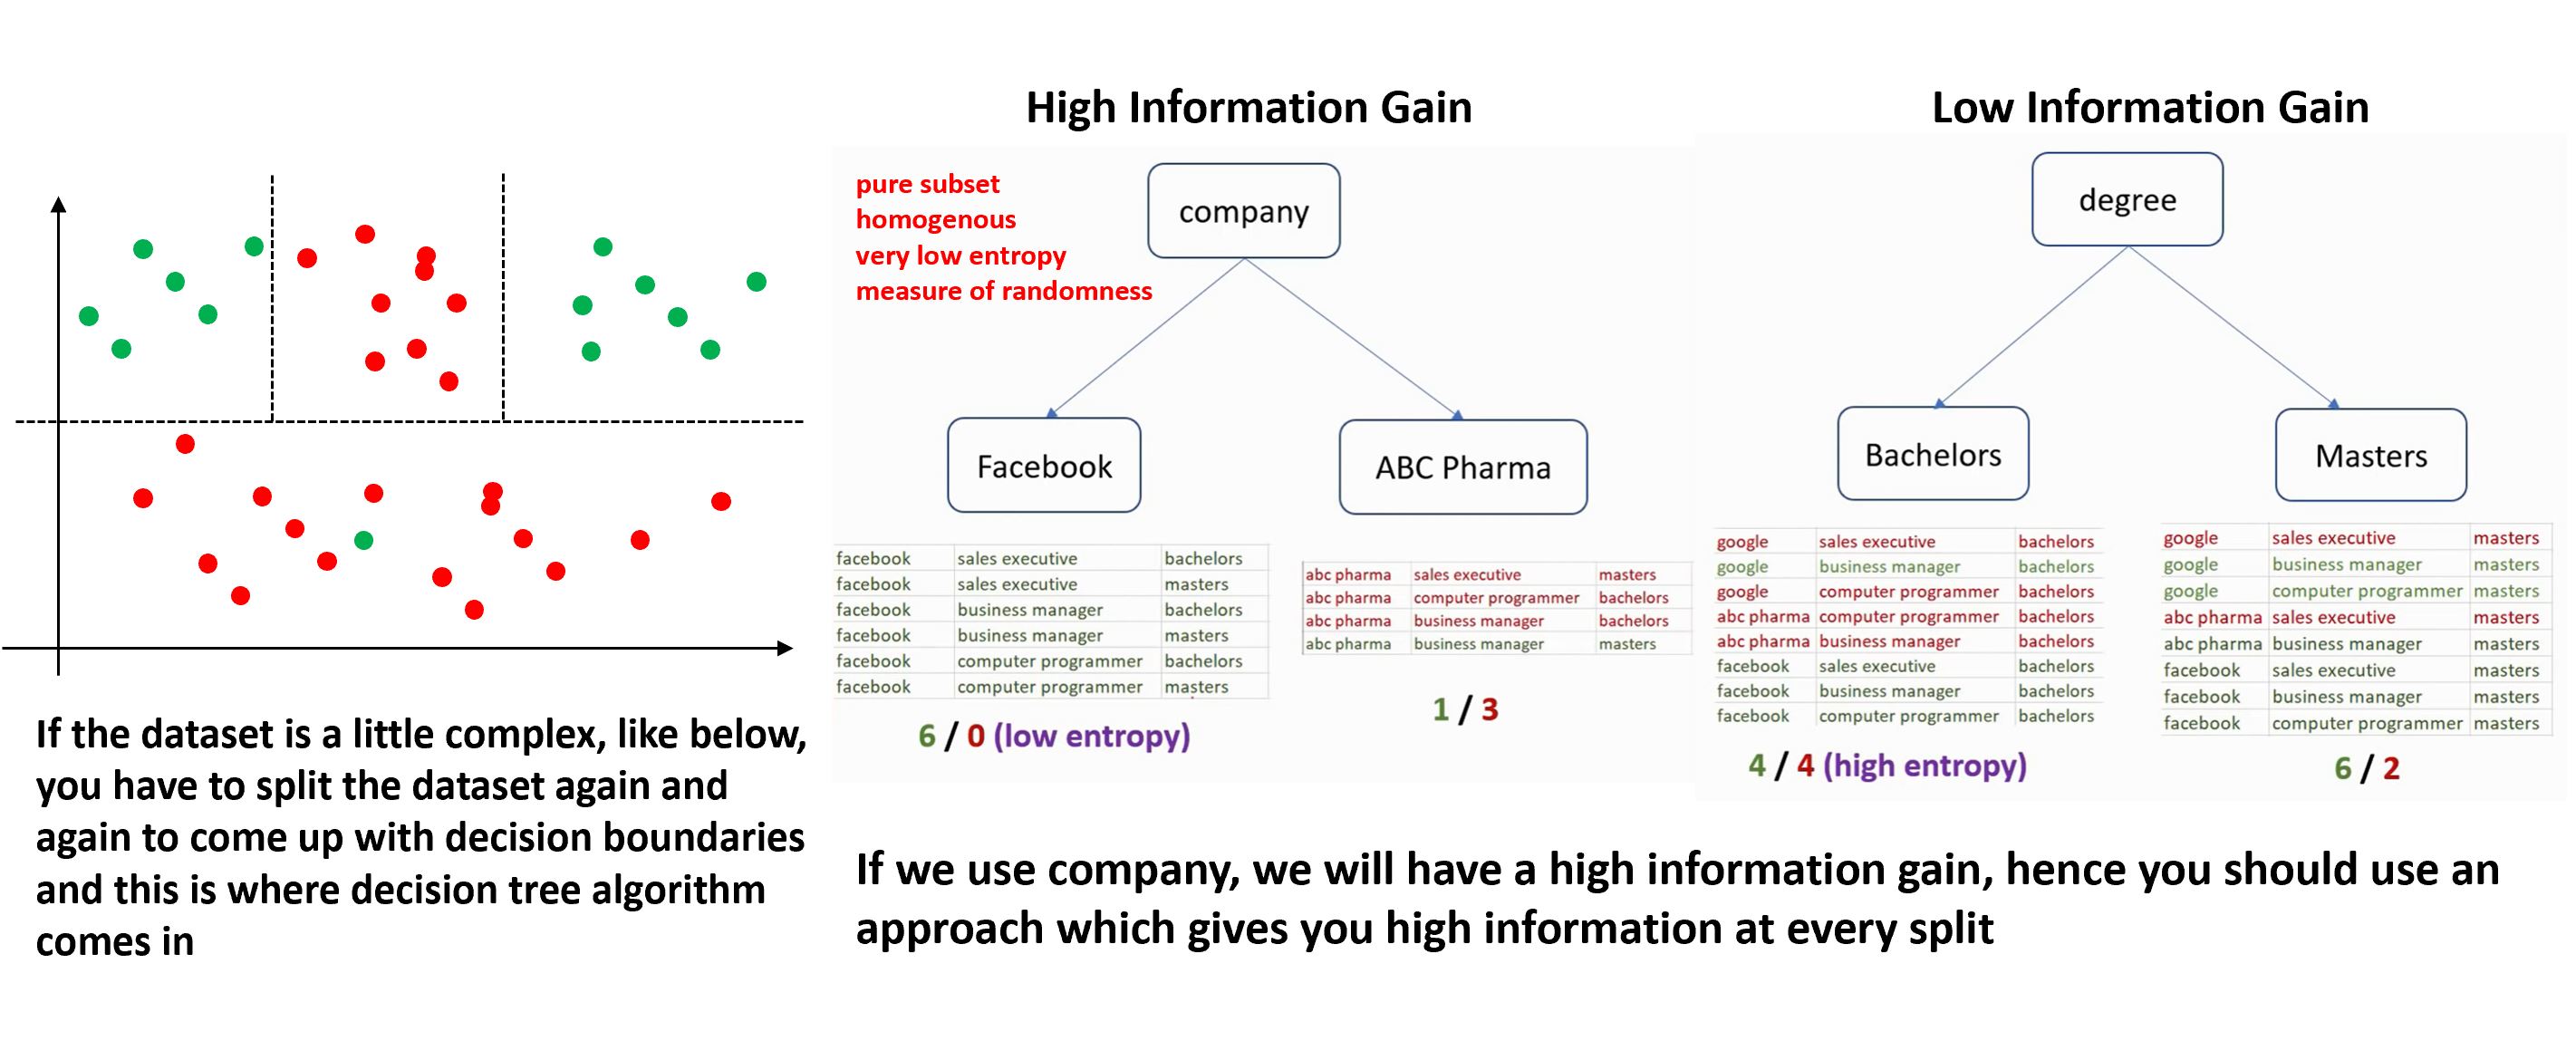 If the dataset is a little complex, like below,
you have to split the dataset again and
again to come up with decision boundaries
and this is where decision tree algorithm
comes in
High Information Gain
pure subset
homogenous
very low entropy
measure of randomness
company
Facebook
ABC Pharma
facebook sales executive bachelors
facebook sales executive masters
facebook business manager bachelors
facebook business manager masters
facebook computer programmer bachelors
facebook computer programmer masters
6 / 0 (low entropy)
abc pharma sales executive masters
abc pharma computer programmer bachelors
abc pharma business manager bachelors
abc pharma business manager masters
1 / 3
Low Information Gain
degree
Bachelors
Masters
google sales executive bachelors
google business manager bachelors
google computer programmer bachelors
abc pharma computer programmer bachelors
abc pharma business manager bachelors
facebook sales executive bachelors
facebook business manager bachelors
facebook computer programmer bachelors
4 / 4 (high entropy)
google sales executive masters
google business manager masters
google computer programmer masters
abc pharma sales executive masters
abc pharma business manager masters
facebook sales executive masters
facebook business manager masters
facebook computer programmer masters
6 / 2
If we use company, we will have a high information gain, hence you should use an
approach which gives you high information at every split